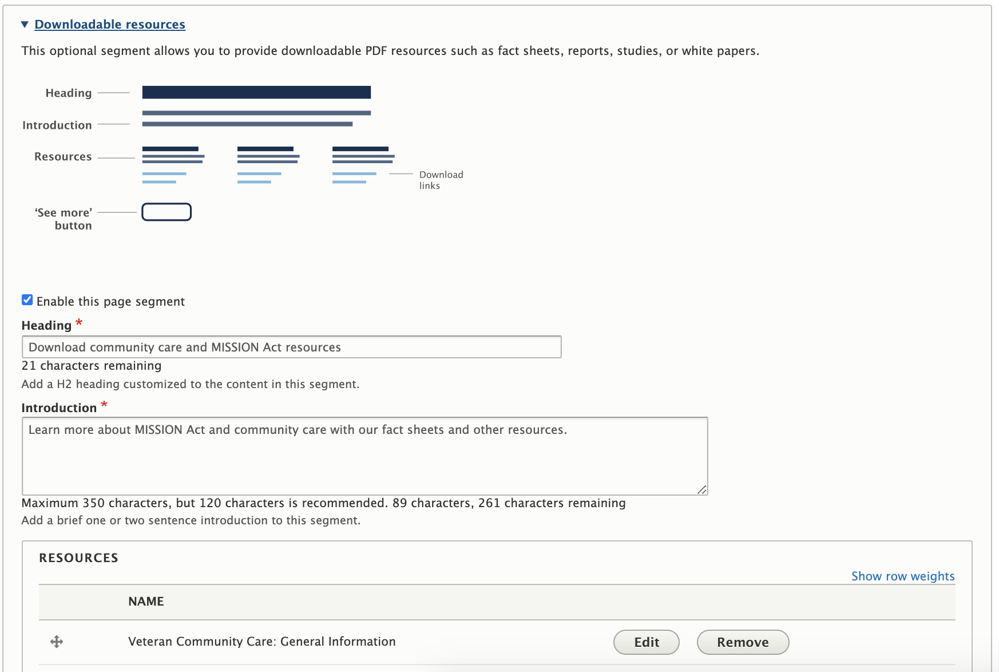 Downloadable resources
This optional segment allows you to provide downloadable PDF resources such as fact sheets, reports, studies, or white papers.
Heading
Introduction
Resources
Download
links
‘See more’
button
Enable this page segment
Heading *
Download community care and MISSION Act resources
21 characters remaining
Add a H2 heading customized to the content in this segment.
Introduction *
Learn more about MISSION Act and community care with our fact sheets and other resources.
Maximum 350 characters, but 120 characters is recommended. 89 characters, 261 characters remaining
Add a brief one or two sentence introduction to this segment.
RESOURCES
Show row weights
NAME
Veteran Community Care: General Information Edit Remove